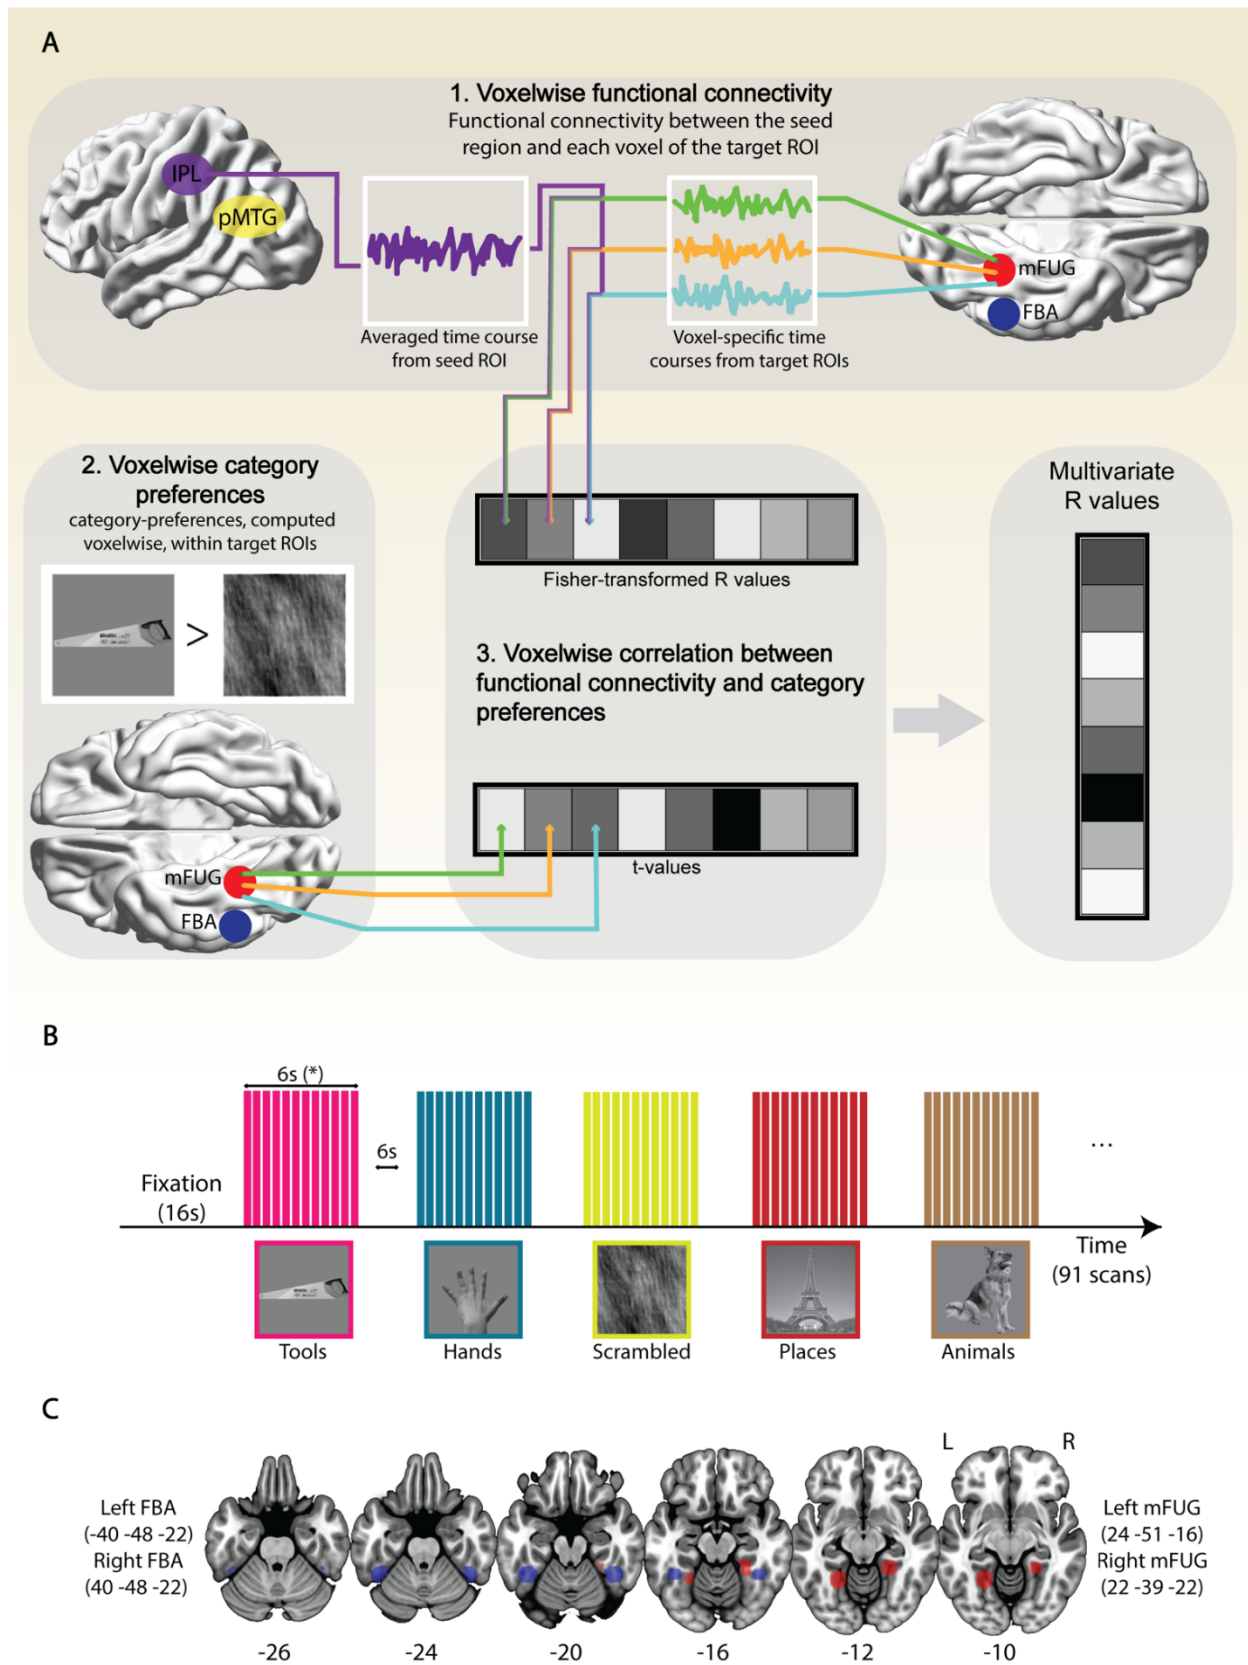 A
1. Voxelwise functional connectivity
Functional connectivity between the seed
region and each voxel of the target ROI
IPL
pMTG
mFUG
FBA
Averaged time course
from seed ROI
Voxel-specific time
courses from target ROIs
2. Voxelwise category
preferences
category-preferences, computed
voxelwise, within target ROIs
>
mFUG
FBA
Fisher-transformed R values
3. Voxelwise correlation between
functional connectivity and category
preferences
t-values
Multivariate
R values
B
6s (*)
6s
...
Fixation
(16s)
Time
(91 scans)
Tools
Hands
Scrambled
Places
Animals
C
L
R
Left FBA
(-40 -48 -22)
Right FBA
(40 -48 -22)
Left mFUG
(24 -51 -16)
Right mFUG
(22 -39 -22)
-26
-24
-20
-16
-12
-10